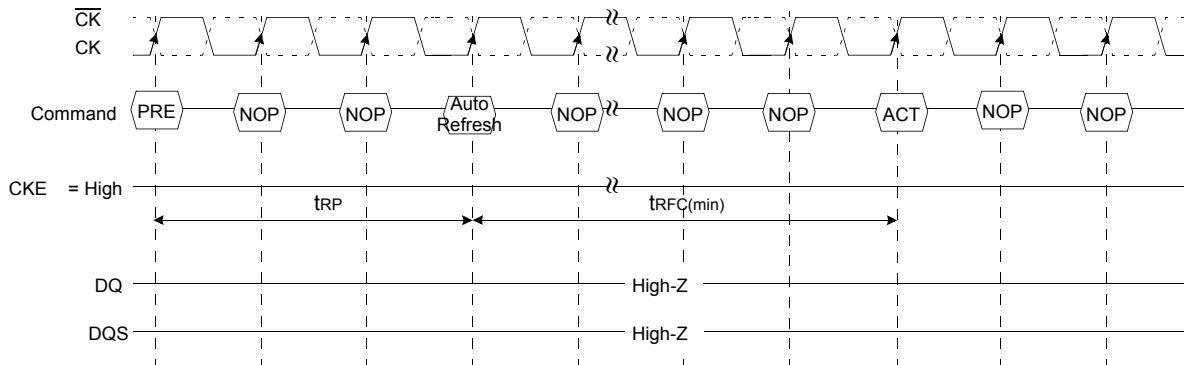 C̅K̅
CK
Command PRE NOP NOP Auto Refresh NOP NOP NOP ACT NOP NOP
CKE = High
tRP tRFC(min)
DQ High-Z
DQS High-Z